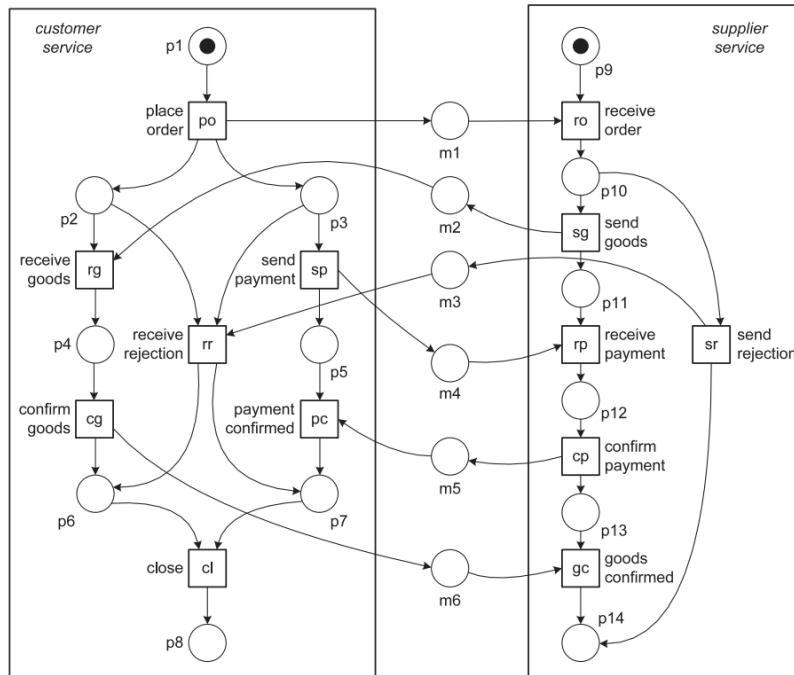 customer
service
p1
supplier
service
p9
place
order
po
m1
ro
receive
order
p2
p3
m2
p10
sg
send
goods
receive
goods
rg
send
payment
sp
m3
p11
p4
receive
rejection
rr
p5
m4
rp
receive
payment
sr
send
rejection
p12
confirm
goods
cg
payment
confirmed
pc
m5
cp
confirm
payment
p6
p7
p13
close
cl
m6
gc
goods
confirmed
p8
p14